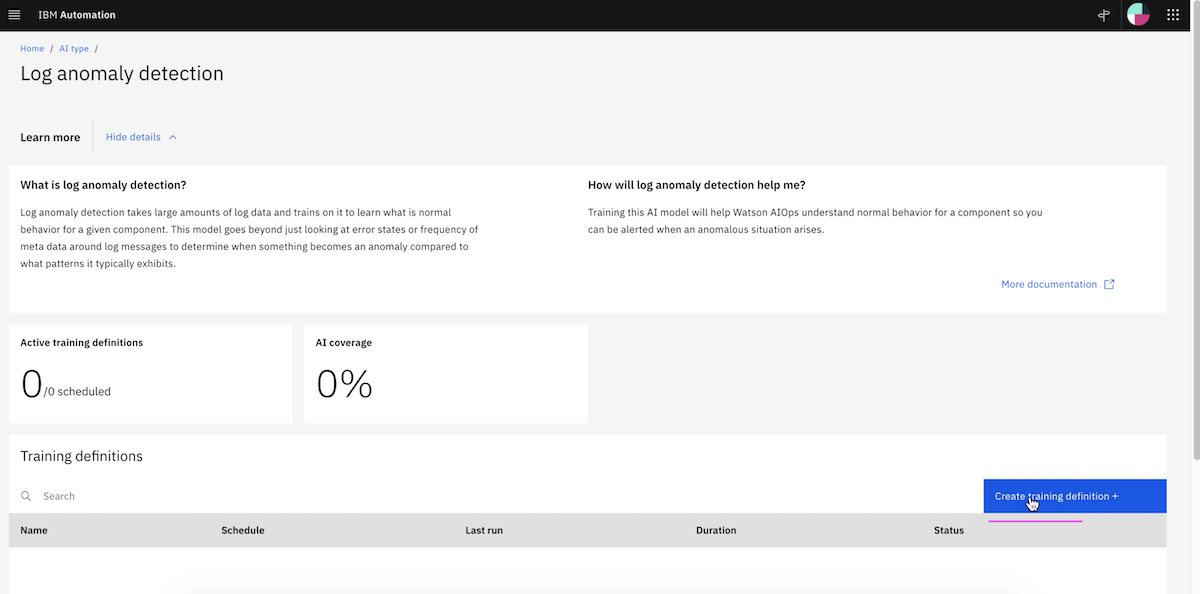 IBM Automation
Home / AI type /
Log anomaly detection
Learn more
Hide details
What is log anomaly detection?
Log anomaly detection takes large amounts of log data and trains on it to learn what is normal
behavior for a given component. This model goes beyond just looking at error states or frequency of
meta data around log messages to determine when something becomes an anomaly compared to
what patterns it typically exhibits.
How will log anomaly detection help me?
Training this AI model will help Watson AIOps understand normal behavior for a component so you
can be alerted when an anomalous situation arises.
More documentation
Active training definitions
0/0 scheduled
AI coverage
0%
Training definitions
Search
Create training definition +
Name Schedule Last run Duration Status